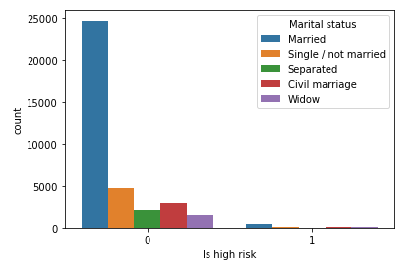 Marital status
Married
Single / not married
Separated
Civil marriage
Widow
count
25000
20000
15000
10000
5000
0
0 1
Is high risk